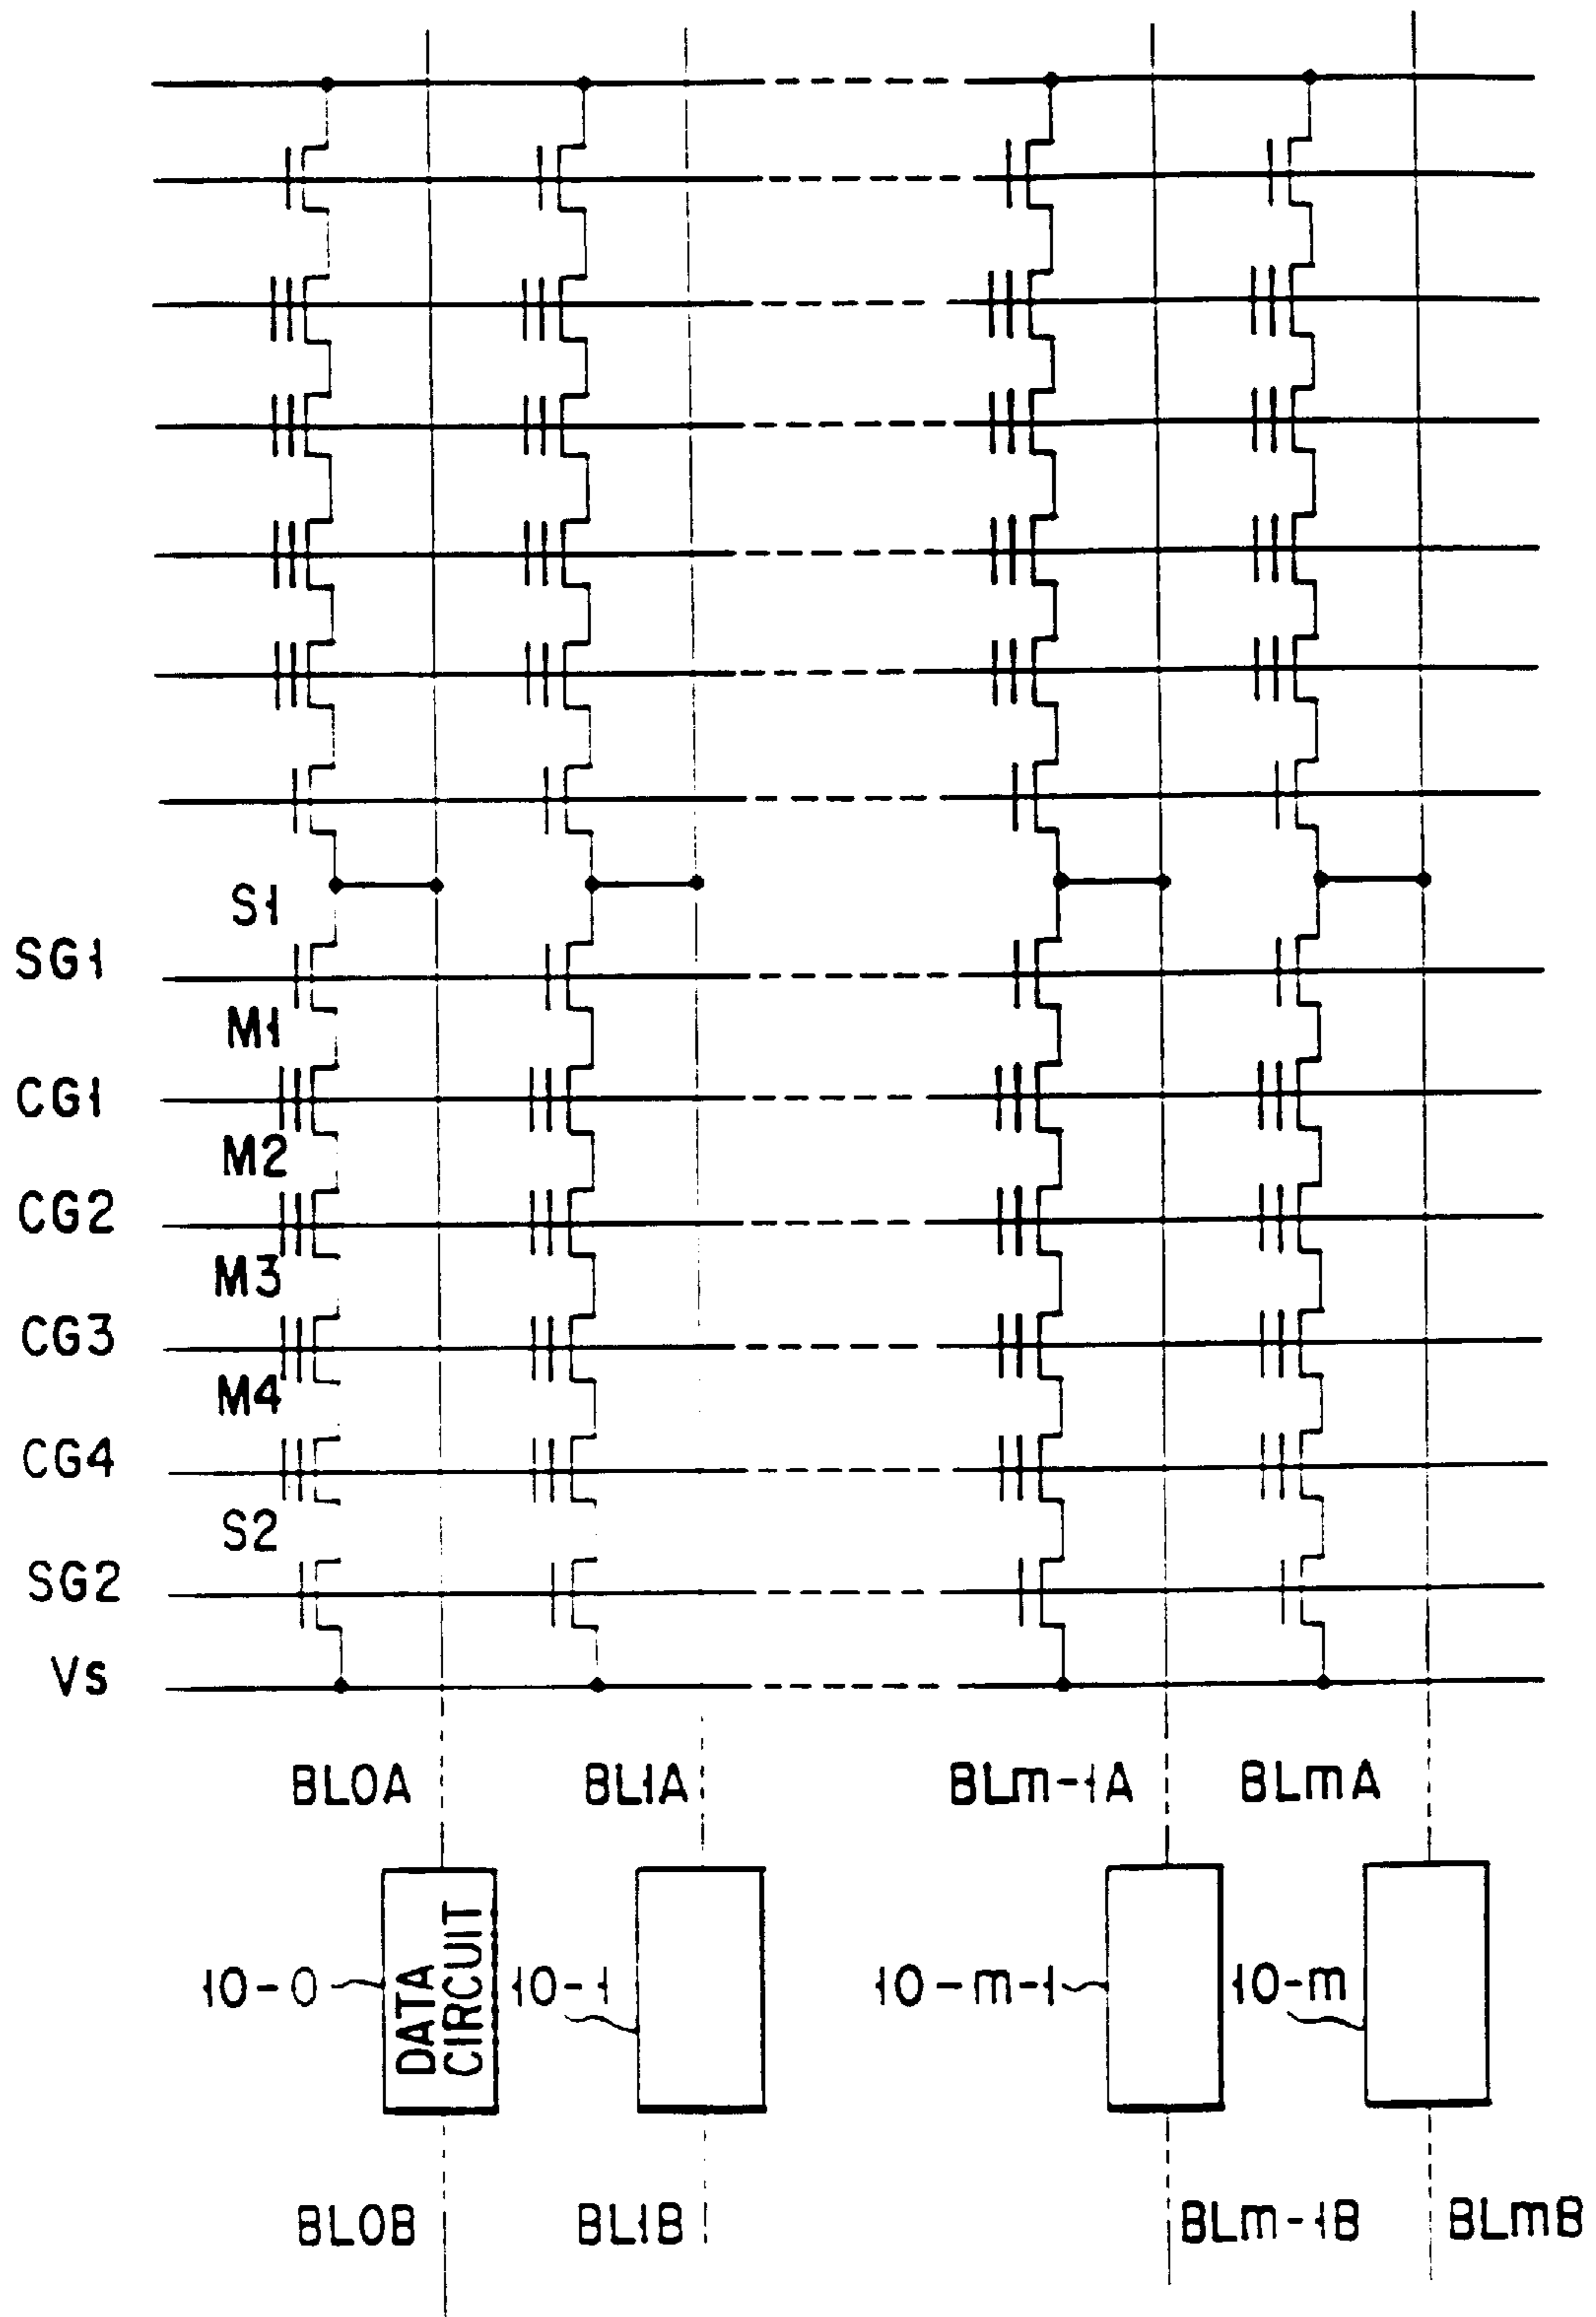 S1
SG1
M1
CG1
M2
CG2
M3
CG3
M4
CG4
S2
SG2
Vs
BL0A BL1A BLm-1A BLmA
10-0 DATA CIRCUIT 10-1 10-m-1 10-m
BL0B BL1B BLm-1B BLmB